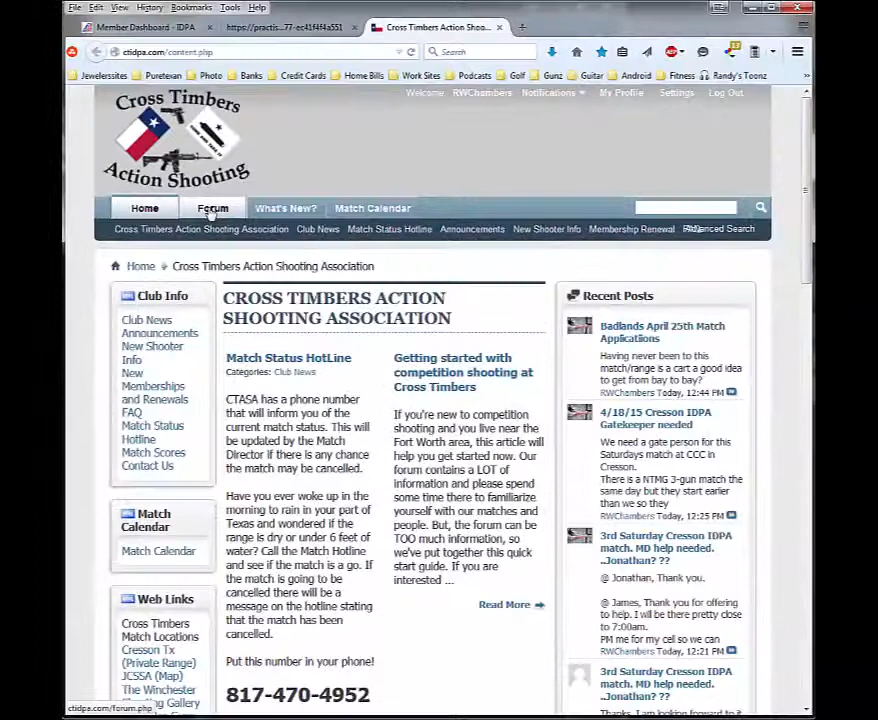 File Edit View History Bookmarks Tools Help
Member Dashboard - IDPA × https://practis...77-ec41f4f4a551 × Cross Timbers Action Shoo... × +
ctidpa.com/content.php Search
Jewelerssites Puretexan Photo Banks Credit Cards Home Bills Work Sites Podcasts Golf Gunz Guitar Android Fitness Randy's Toonz
Welcome, RWChambers Notifications My Profile Settings Log Out
Cross Timbers
Action Shooting
Home Forum What's New? Match Calendar
Cross Timbers Action Shooting Association Club News Match Status Hotline Announcements New Shooter Info Membership Renewal FAQ Advanced Search
Home Cross Timbers Action Shooting Association
Club Info
Club News
Announcements
New Shooter
Info
New
Memberships
and Renewals
FAQ
Match Status
Hotline
Match Scores
Contact Us
Match
Calendar
Match Calendar
Web Links
Cross Timbers
Match Locations
Cresson Tx
(Private Range)
JCSSA (Map)
The Winchester
Shooting Gallery
CROSS TIMBERS ACTION
SHOOTING ASSOCIATION
Match Status HotLine
Categories: Club News
CTASA has a phone number
that will inform you of the
current match status. This will
be updated by the Match
Director if there is any chance
the match may be cancelled.
Have you ever woke up in the
morning to rain in your part of
Texas and wondered if the
range is dry or under 6 feet of
water? Call the Match Hotline
and see if the match is a go. If
the match is going to be
cancelled there will be a
message on the hotline stating
that the match has been
cancelled.
Put this number in your phone!
817-470-4952
Getting started with
competition shooting at
Cross Timbers
If you're new to competition
shooting and you live near the
Fort Worth area, this article will
help you get started now. Our
forum contains a LOT of
information and please spend
some time there to familiarize
yourself with our matches and
people. But, the forum can be
TOO much information, so
we've put together this quick
start guide. If you are
interested ...
Read More
Recent Posts
Badlands April 25th Match
Applications
Having never been to this
match/range is a cart a good idea
to get from bay to bay?
RWChambers Today, 12:44 PM
4/18/15 Cresson IDPA
Gatekeeper needed
We need a gate person for this
Saturdays match at CCC in
Cresson.
There is a NTMG 3-gun match the
same day but they start earlier
than we so they
RWChambers Today, 12:25 PM
3rd Saturday Cresson IDPA
match. MD help needed.
..Jonathan? ??
@ Jonathan, Thank you.
@ James, Thank you for offering
to help. I will be there pretty close
to 7:00am.
PM me for my cell so we can
RWChambers Today, 12:21 PM
3rd Saturday Cresson IDPA
match. MD help needed.
..Jonathan? ??
Thanks, I am looking forward to it
ctidpa.com/forum.php